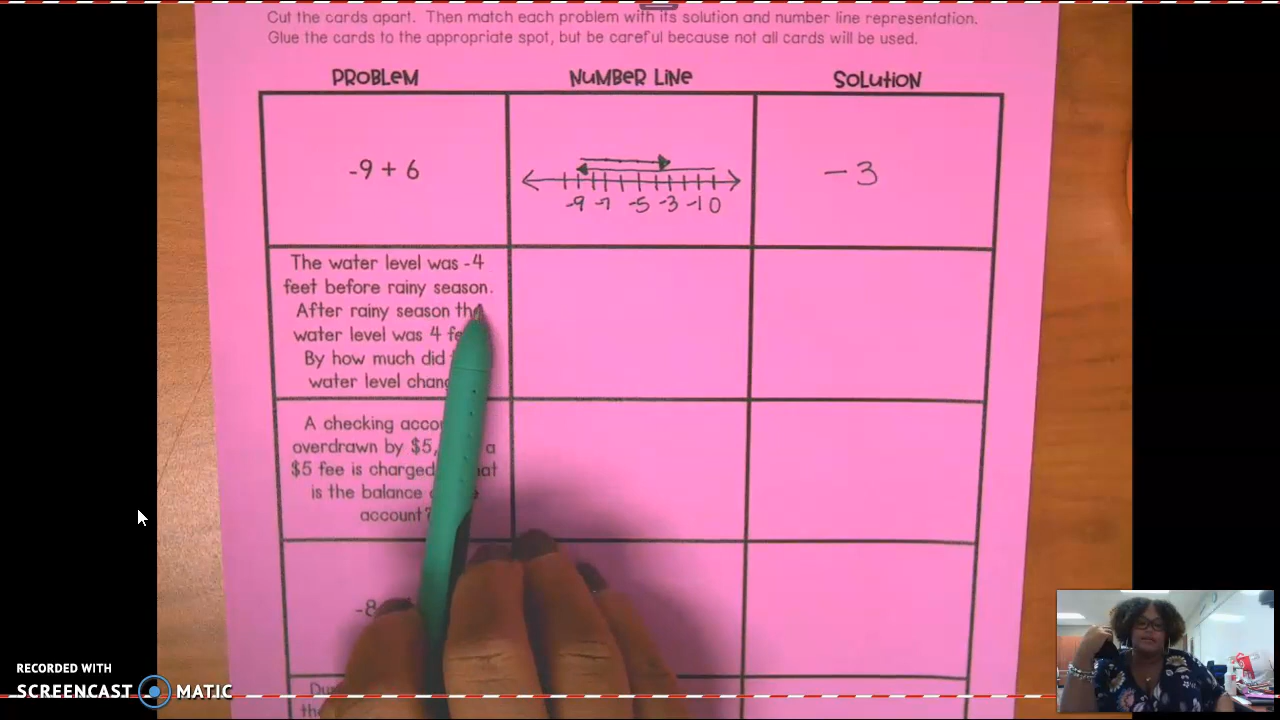 Cut the cards apart. Then match each problem with its solution and number line representation.
Glue the cards to the appropriate spot, but be careful because not all cards will be used.
PROBLEM NUMBER LINE SOLUTION
-9 + 6
-9 -7 -5 -3 -1 0
-3
The water level was -4
feet before rainy season.
After rainy season
water level was 4
By how much did
water level
A checking
overdrawn by $5, a
$5 fee is charged
is the balance
account?
-8
RECORDED WITH
SCREENCAST MATIC